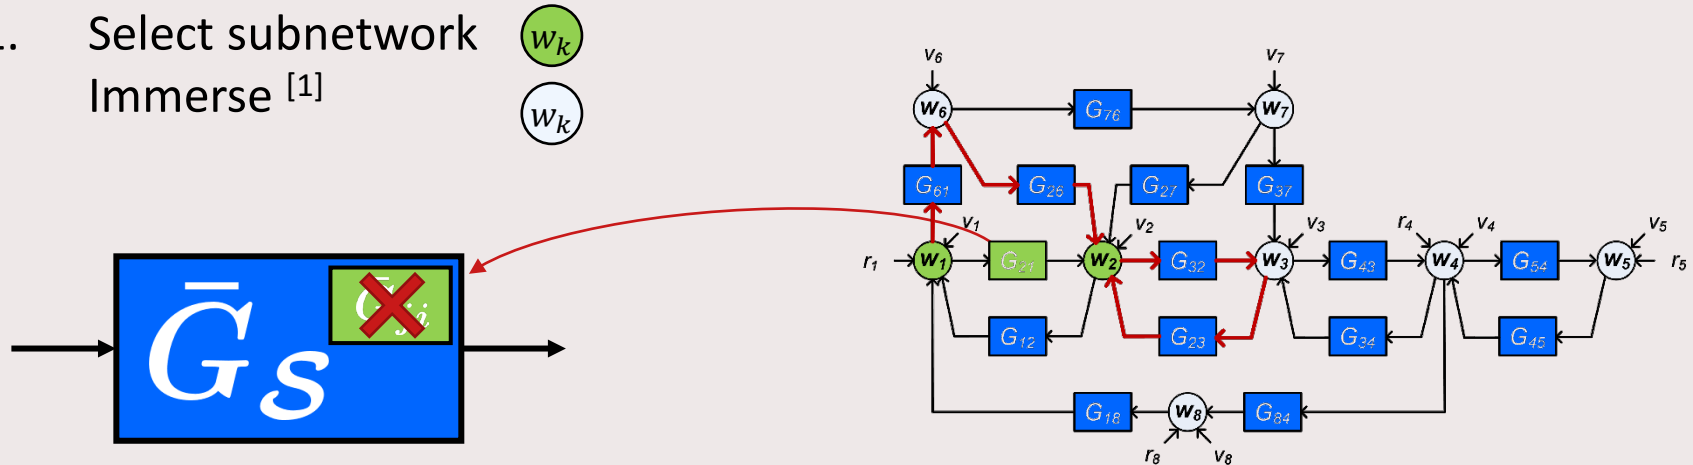 1. Select subnetwork w_k
Immerse [1] w_k
Ḡ_S
Ḡ_ji
v6 v7
w6 G76 w7
G61 G26 G27 G37
v1 v2 v3 r4 v4 v5
r1 w1 G21 w2 G32 w3 G43 w4 G54 w5 r5
G12 G23 G34 G45
G18 w8 G84
r8 v8